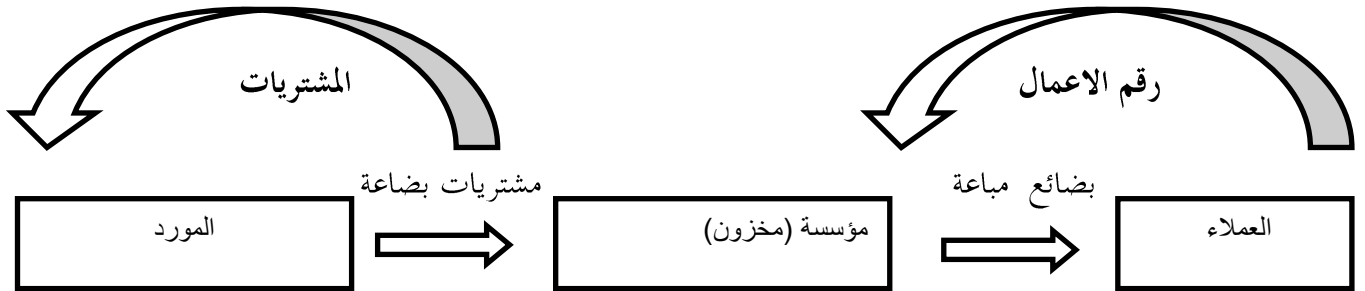 رقم الاعمال
المشتريات
بضائع مباعة
مشتريات بضاعة
العملاء
مؤسسة (مخزون)
المورد